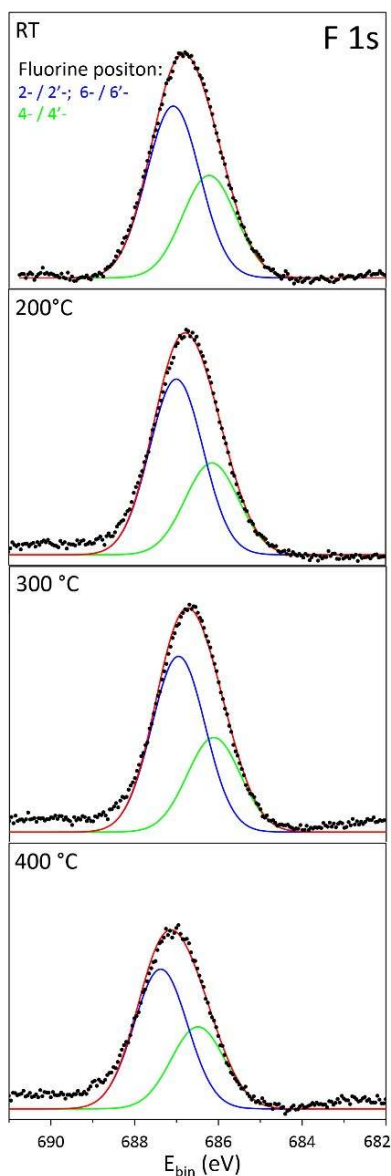 RT
F 1s
Fluorine positon:
2- / 2'-; 6- / 6'-
4- / 4'-
200°C
300 °C
400 °C
690 688 686 684 682
Ebin (eV)